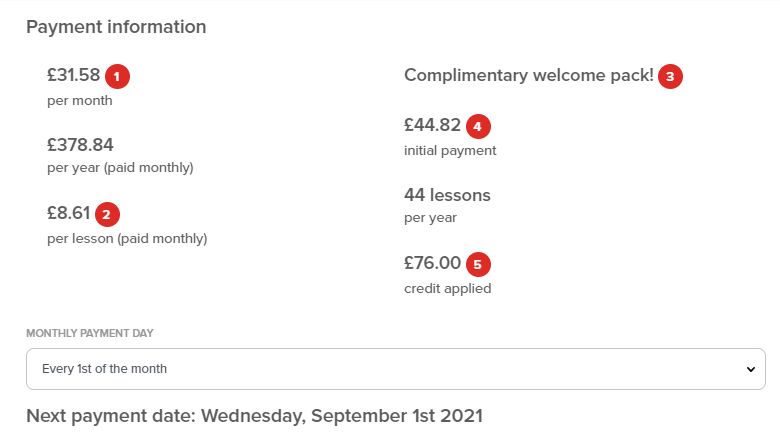 Payment information
£31.58 1
per month
£378.84
per year (paid monthly)
£8.61 2
per lesson (paid monthly)
Complimentary welcome pack! 3
£44.82 4
initial payment
44 lessons
per year
£76.00 5
credit applied
MONTHLY PAYMENT DAY
Every 1st of the month
Next payment date: Wednesday, September 1st 2021